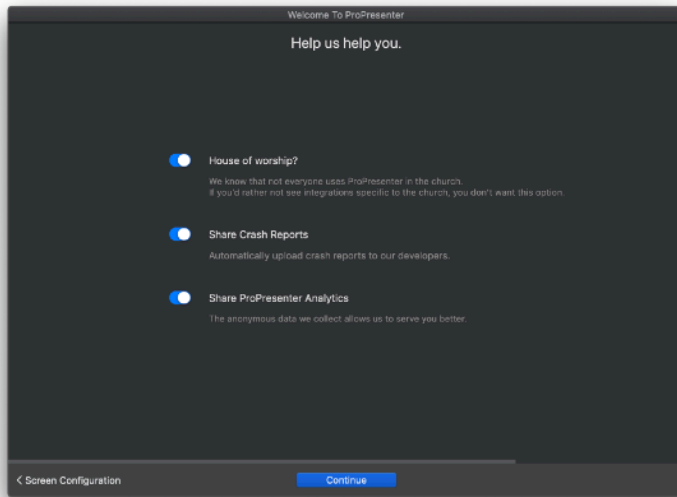 Welcome To ProPresenter
Help us help you.
House of worship?
We know that not everyone uses ProPresenter in the church.
If you'd rather not see integrations specific to the church, you don't want this option.
Share Crash Reports
Automatically upload crash reports to our developers.
Share ProPresenter Analytics
The anonymous data we collect allows us to serve you better.
< Screen Configuration
Continue